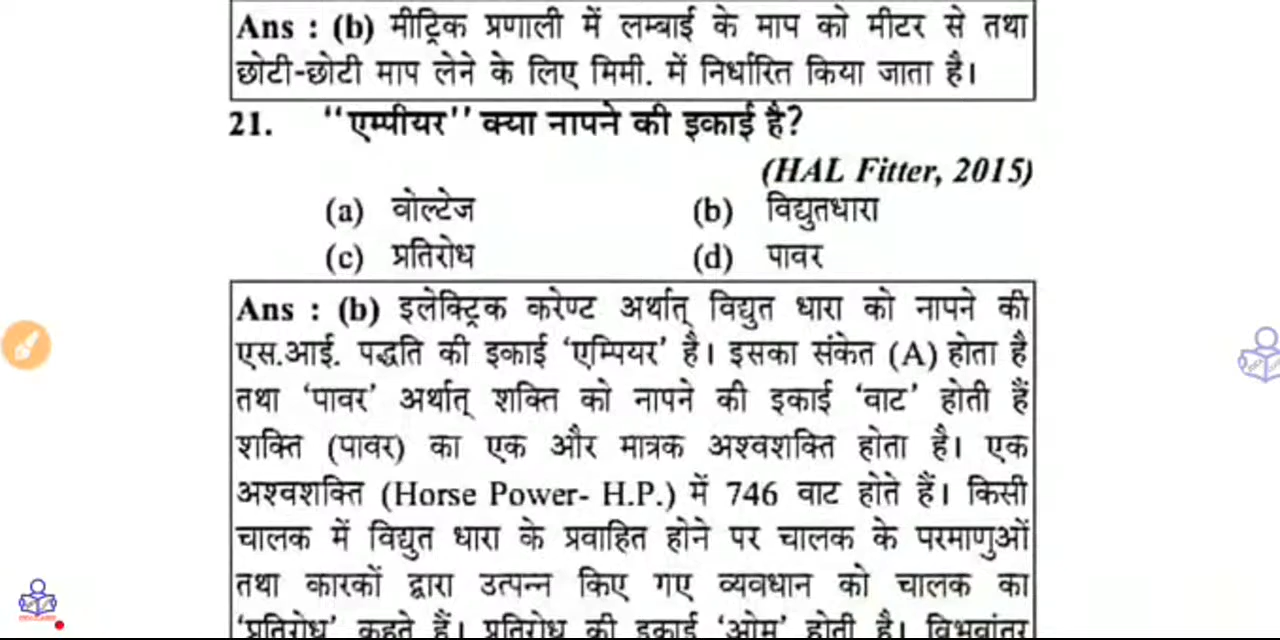 Ans : (b) मीट्रिक प्रणाली में लम्बाई के माप को मीटर से तथा
छोटी-छोटी माप लेने के लिए मिमी. में निर्धारित किया जाता है।
21. ‘‘एम्पीयर’’ क्या नापने की इकाई है?
(HAL Fitter, 2015)
(a) वोल्टेज (b) विद्युतधारा
(c) प्रतिरोध (d) पावर
Ans : (b) इलेक्ट्रिक करेण्ट अर्थात् विद्युत धारा को नापने की
एस.आई. पद्धति की इकाई ‘एम्पियर’ है। इसका संकेत (A) होता है
तथा ‘पावर’ अर्थात् शक्ति को नापने की इकाई ‘वाट’ होती हैं
शक्ति (पावर) का एक और मात्रक अश्वशक्ति होता है। एक
अश्वशक्ति (Horse Power- H.P.) में 746 वाट होते हैं। किसी
चालक में विद्युत धारा के प्रवाहित होने पर चालक के परमाणुओं
तथा कारकों द्वारा उत्पन्न किए गए व्यवधान को चालक का
‘प्रतिरोध’ कहते हैं। प्रतिरोध की इकाई ‘ओम’ होती है। विभवांतर